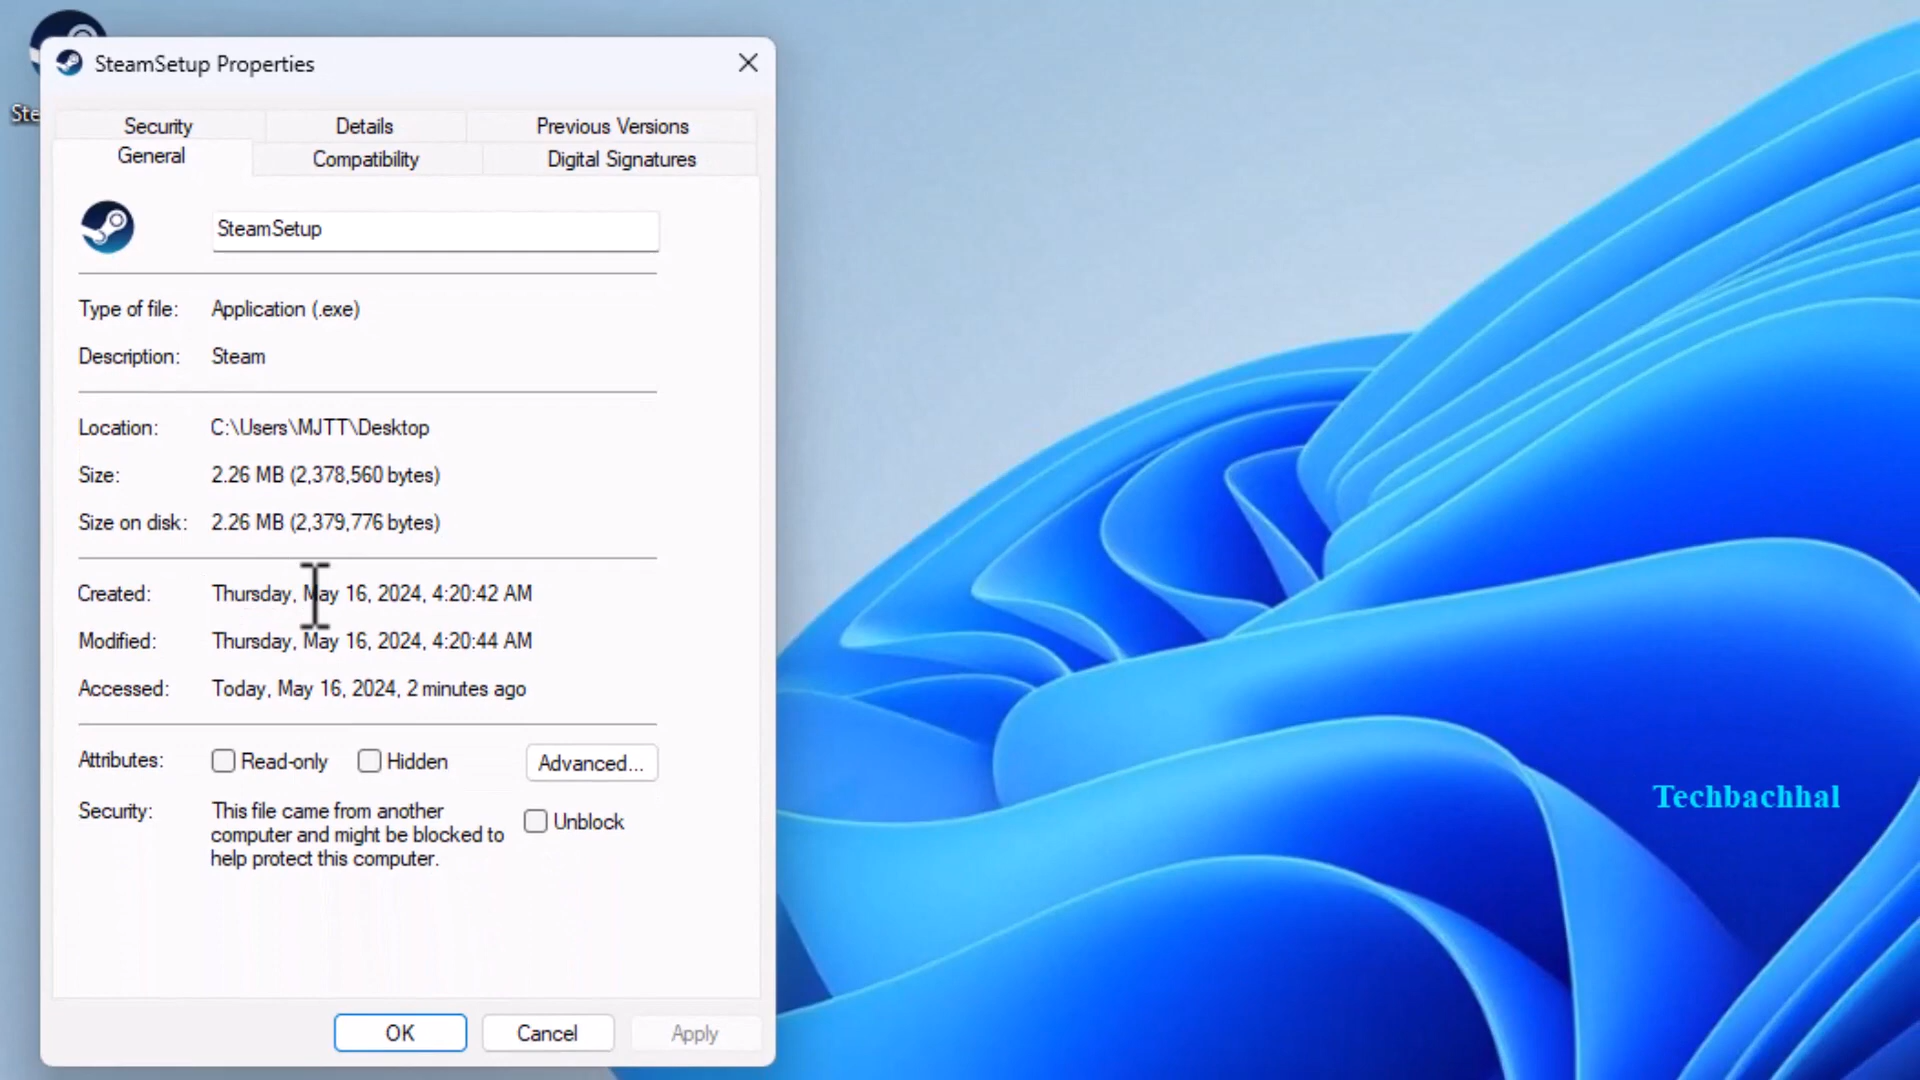 Ste
SteamSetup Properties
Security Details Previous Versions
General Compatibility Digital Signatures
SteamSetup
Type of file: Application (.exe)
Description: Steam
Location: C:\Users\MJTT\Desktop
Size: 2.26 MB (2,378,560 bytes)
Size on disk: 2.26 MB (2,379,776 bytes)
Created: Thursday, May 16, 2024, 4:20:42 AM
Modified: Thursday, May 16, 2024, 4:20:44 AM
Accessed: Today, May 16, 2024, 2 minutes ago
Attributes: Read-only Hidden Advanced...
Security: This file came from another
computer and might be blocked to
help protect this computer.
Unblock
Techbachhal
OK Cancel Apply